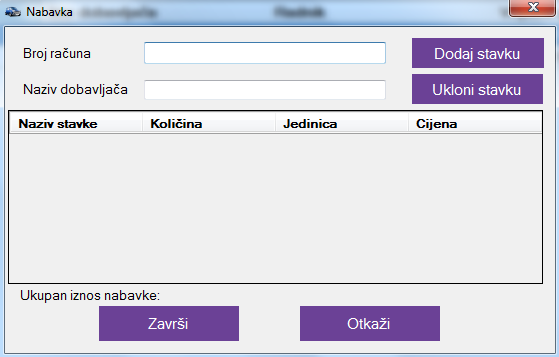 Nabavka
Broj računa
Dodaj stavku
Naziv dobavljača
Ukloni stavku
Naziv stavke Količina Jedinica Cijena
Ukupan iznos nabavke:
Završi Otkaži